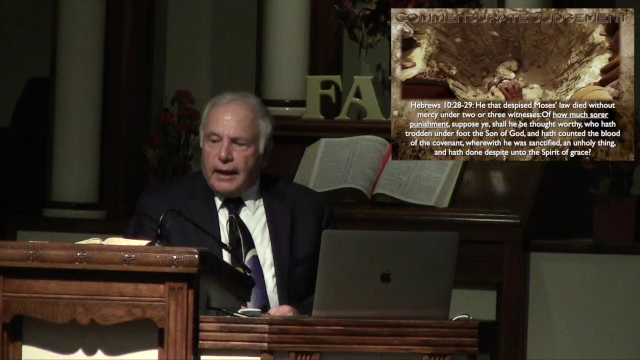 COMMENSURATE JUDGEMENT
Hebrews 10:28-29: He that despised Moses' law died without
mercy under two or three witnesses:Of how much sorer
punishment, suppose ye, shall he be thought worthy, who hath
trodden under foot the Son of God, and hath counted the blood
of the covenant, wherewith he was sanctified, an unholy thing,
and hath done despite unto the Spirit of grace?
FA